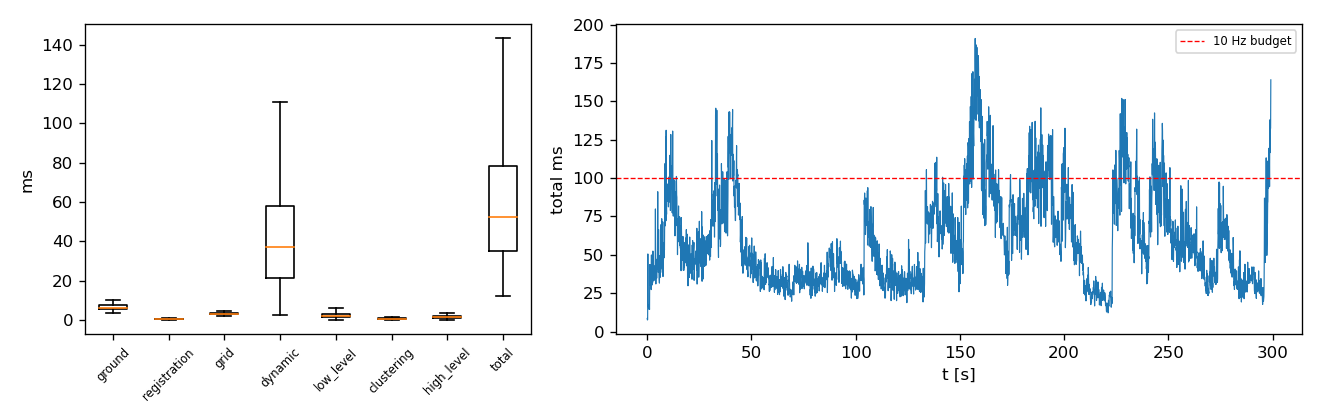 140
120
100
80
60
40
20
0
ms
ground
registration
grid
dynamic
low_level
clustering
high_level
total
200
175
150
125
100
75
50
25
0
total ms
10 Hz budget
0 50 100 150 200 250 300
t [s]